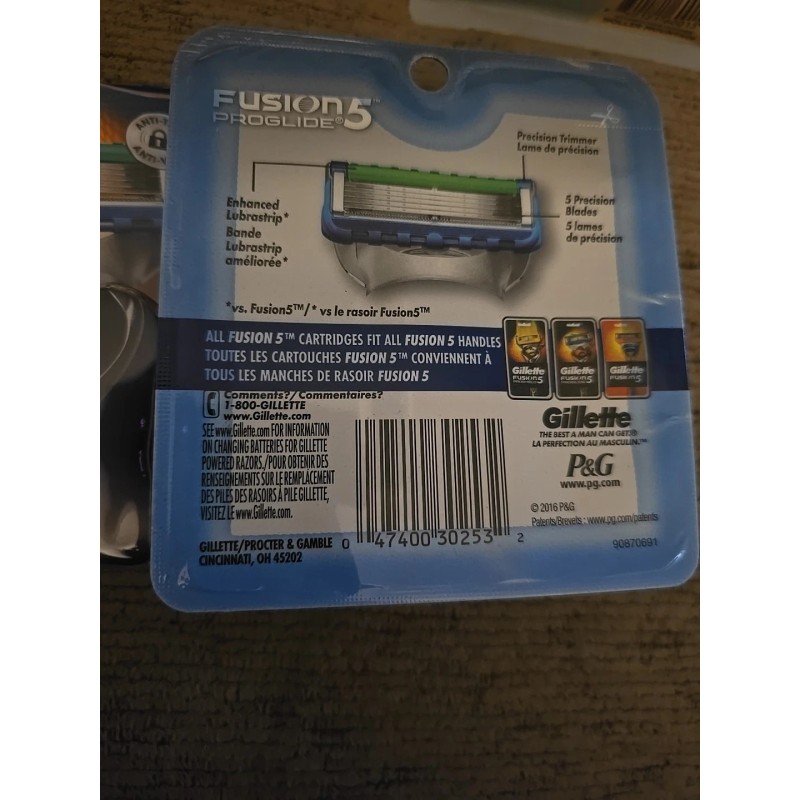 FUSION5™
PROGLIDE®
ANTI-
ANTI-
Precision Trimmer
Lame de précision
Enhanced
Lubrastrip*
Bande
Lubrastrip
améliorée*
5 Precision
Blades
5 lames
de précision
*vs. Fusion5™/* vs le rasoir Fusion5™
ALL FUSION 5™ CARTRIDGES FIT ALL FUSION 5 HANDLES
TOUTES LES CARTOUCHES FUSION 5™ CONVIENNENT À
TOUS LES MANCHES DE RASOIR FUSION 5
Gillette
FUSION5
Gillette
FUSION5
Gillette
FUSION5
Comments?/Commentaires?
1-800-GILLETTE
www.Gillette.com
SEE www.Gillette.com FOR INFORMATION
ON CHANGING BATTERIES FOR GILLETTE
POWERED RAZORS./POUR OBTENIR DES
RENSEIGNEMENTS SUR LE REMPLACEMENT
DES PILES DES RASOIRS À PILE GILLETTE,
VISITEZ LE www.Gillette.com.
GILLETTE/PROCTER & GAMBLE
CINCINNATI, OH 45202
0 47400 30253 2
Gillette
THE BEST A MAN CAN GET®
LA PERFECTION AU MASCULIN.™
P&G
www.pg.com
© 2016 P&G
Patents/Brevets : www.pg.com/patents
90870691